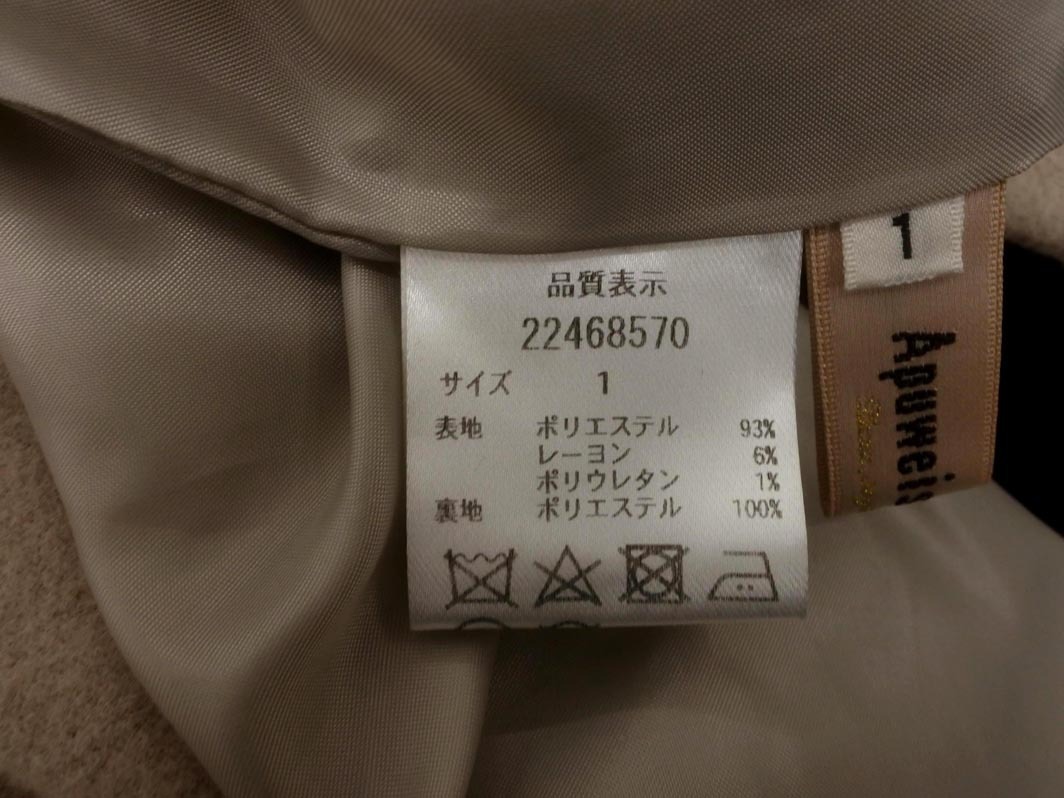 品質表示
22468570
サイズ 1
表地 ポリエステル 93%
レーヨン 6%
ポリウレタン 1%
裏地 ポリエステル 100%
1